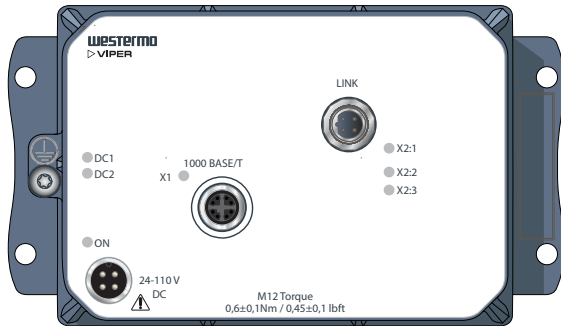 westermo
VIPER
LINK
X2:1
1000 BASE/T
DC1
X1
X2:2
DC2
X2:3
ON
24-110 V
DC
M12 Torque
0,6±0,1Nm / 0,45±0,1 lbft